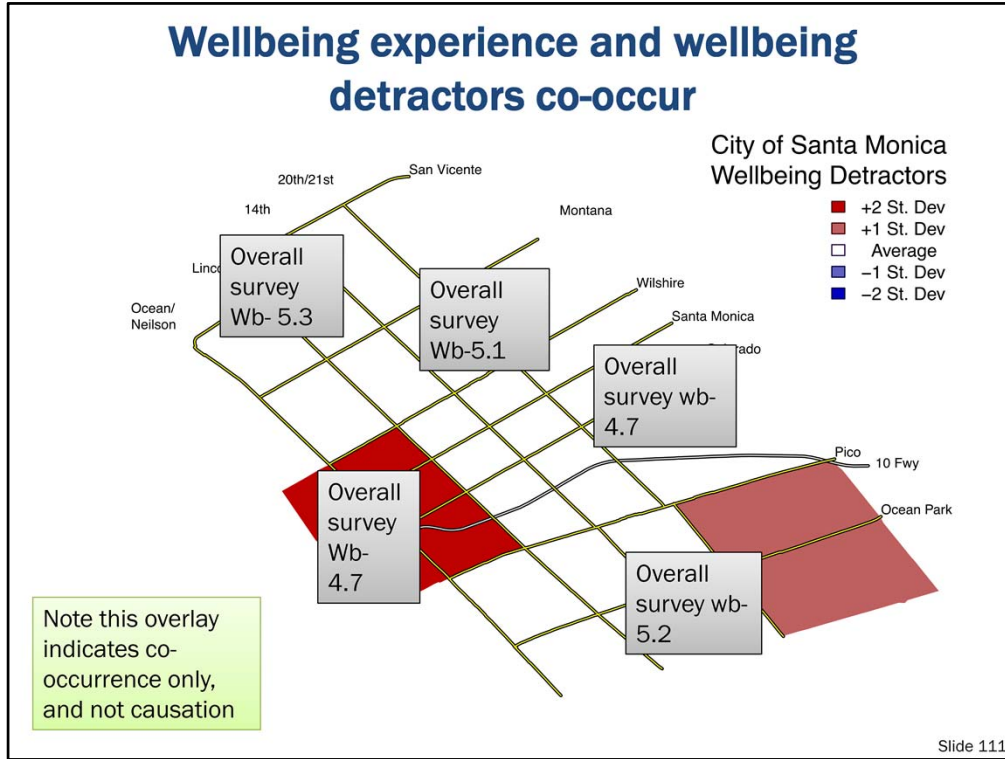 Wellbeing experience and wellbeing
detractors co-occur
City of Santa Monica
Wellbeing Detractors
+2 St. Dev
+1 St. Dev
Average
−1 St. Dev
−2 St. Dev
San Vicente
20th/21st
14th
Montana
Ocean/
Neilson
Wilshire
Santa Monica
Pico
10 Fwy
Ocean Park
Overall
survey
Wb- 5.3
Overall
survey
Wb-5.1
Overall
survey wb-
4.7
Overall
survey
Wb-
4.7
Overall
survey wb-
5.2
Note this overlay
indicates co-
occurrence only,
and not causation
Slide 111